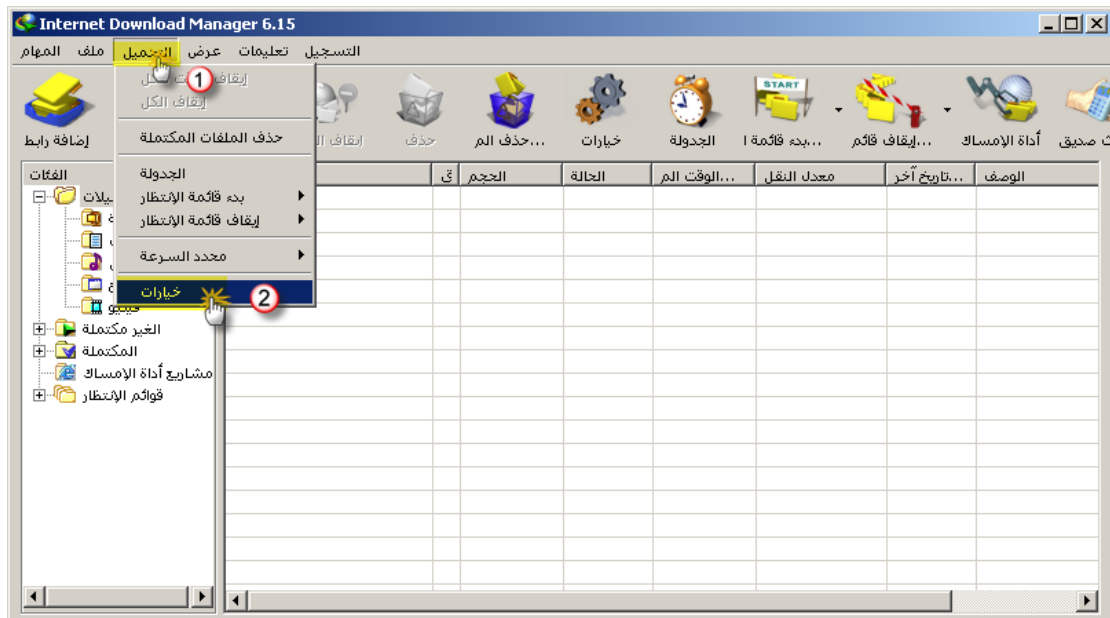 Internet Download Manager 6.15
المهام ملف التحميل عرض تعليمات التسجيل
1
إيقاف الكل
حذف الملفات المكتملة
الجدولة
بدء قائمة الإنتظار
إيقاف قائمة الإنتظار
محدد السرعة
خيارات
2
START
إضافة رابط
حذف
حذف الم...
خيارات
الجدولة
بدء قائمة ا...
إيقاف قائم...
أداة الإمساك
ث صديق
الفئات
الحجم
الحالة
الوقت الم...
معدل النقل
تاريخ آخر...
الوصف
فيديو
الغير مكتملة
المكتملة
مشاريع أداة الإمساك
قوائم الإنتظار